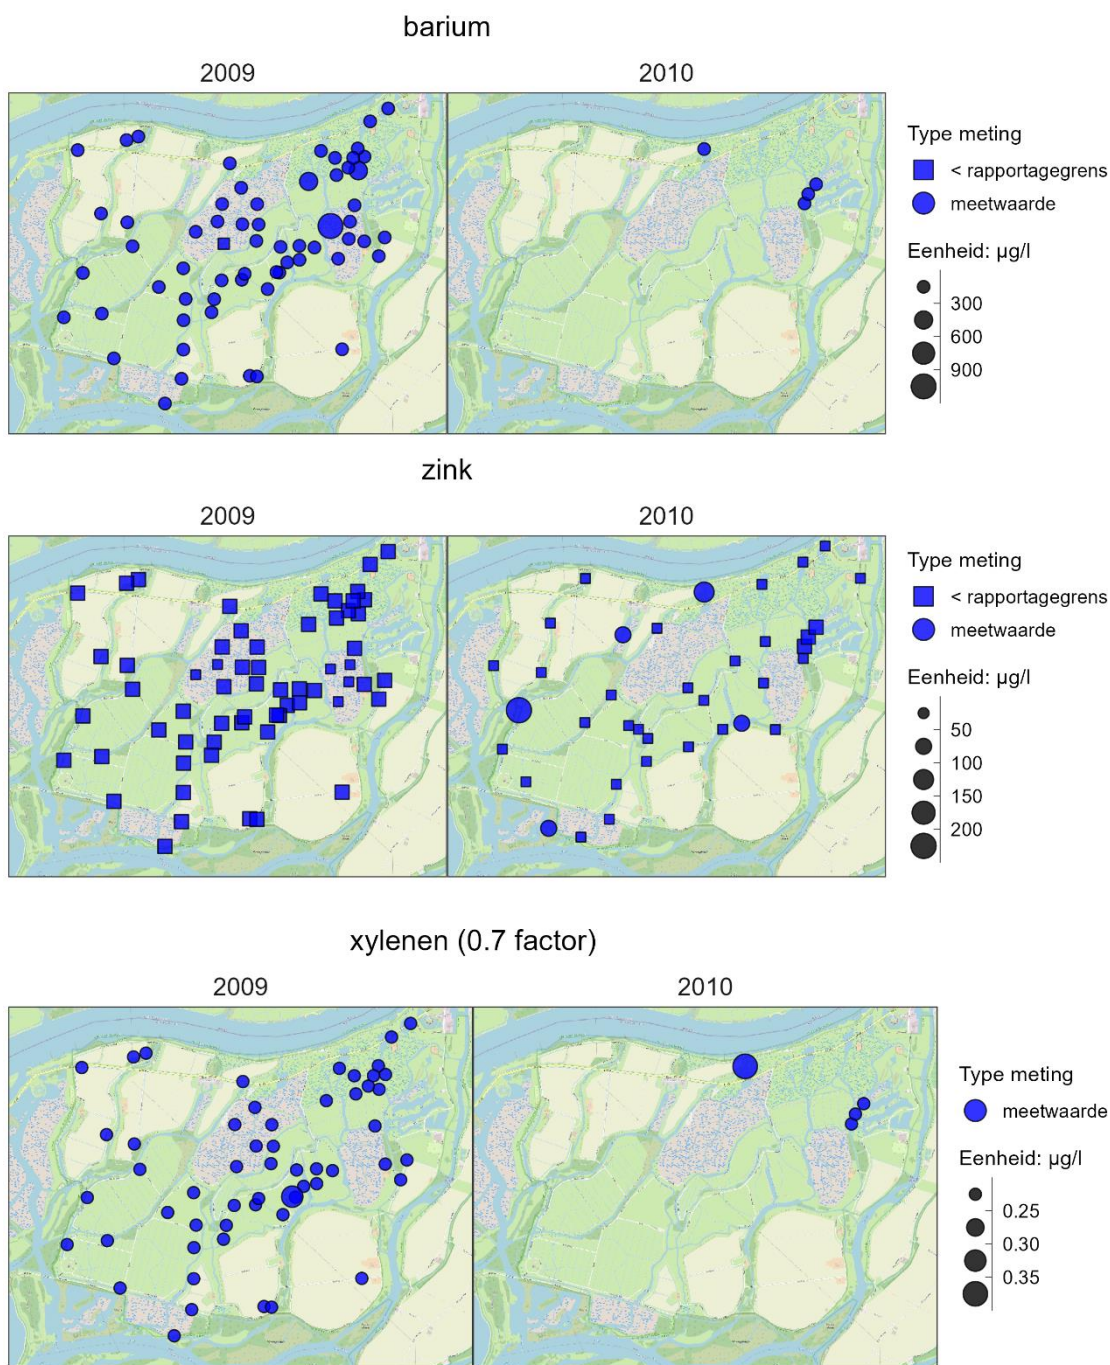 barium
2009
2010
Type meting
< rapportagegrens
meetwaarde
Eenheid: µg/l
300
600
900
zink
2009
2010
Type meting
< rapportagegrens
meetwaarde
Eenheid: µg/l
50
100
150
200
xylenen (0.7 factor)
2009
2010
Type meting
meetwaarde
Eenheid: µg/l
0.25
0.30
0.35